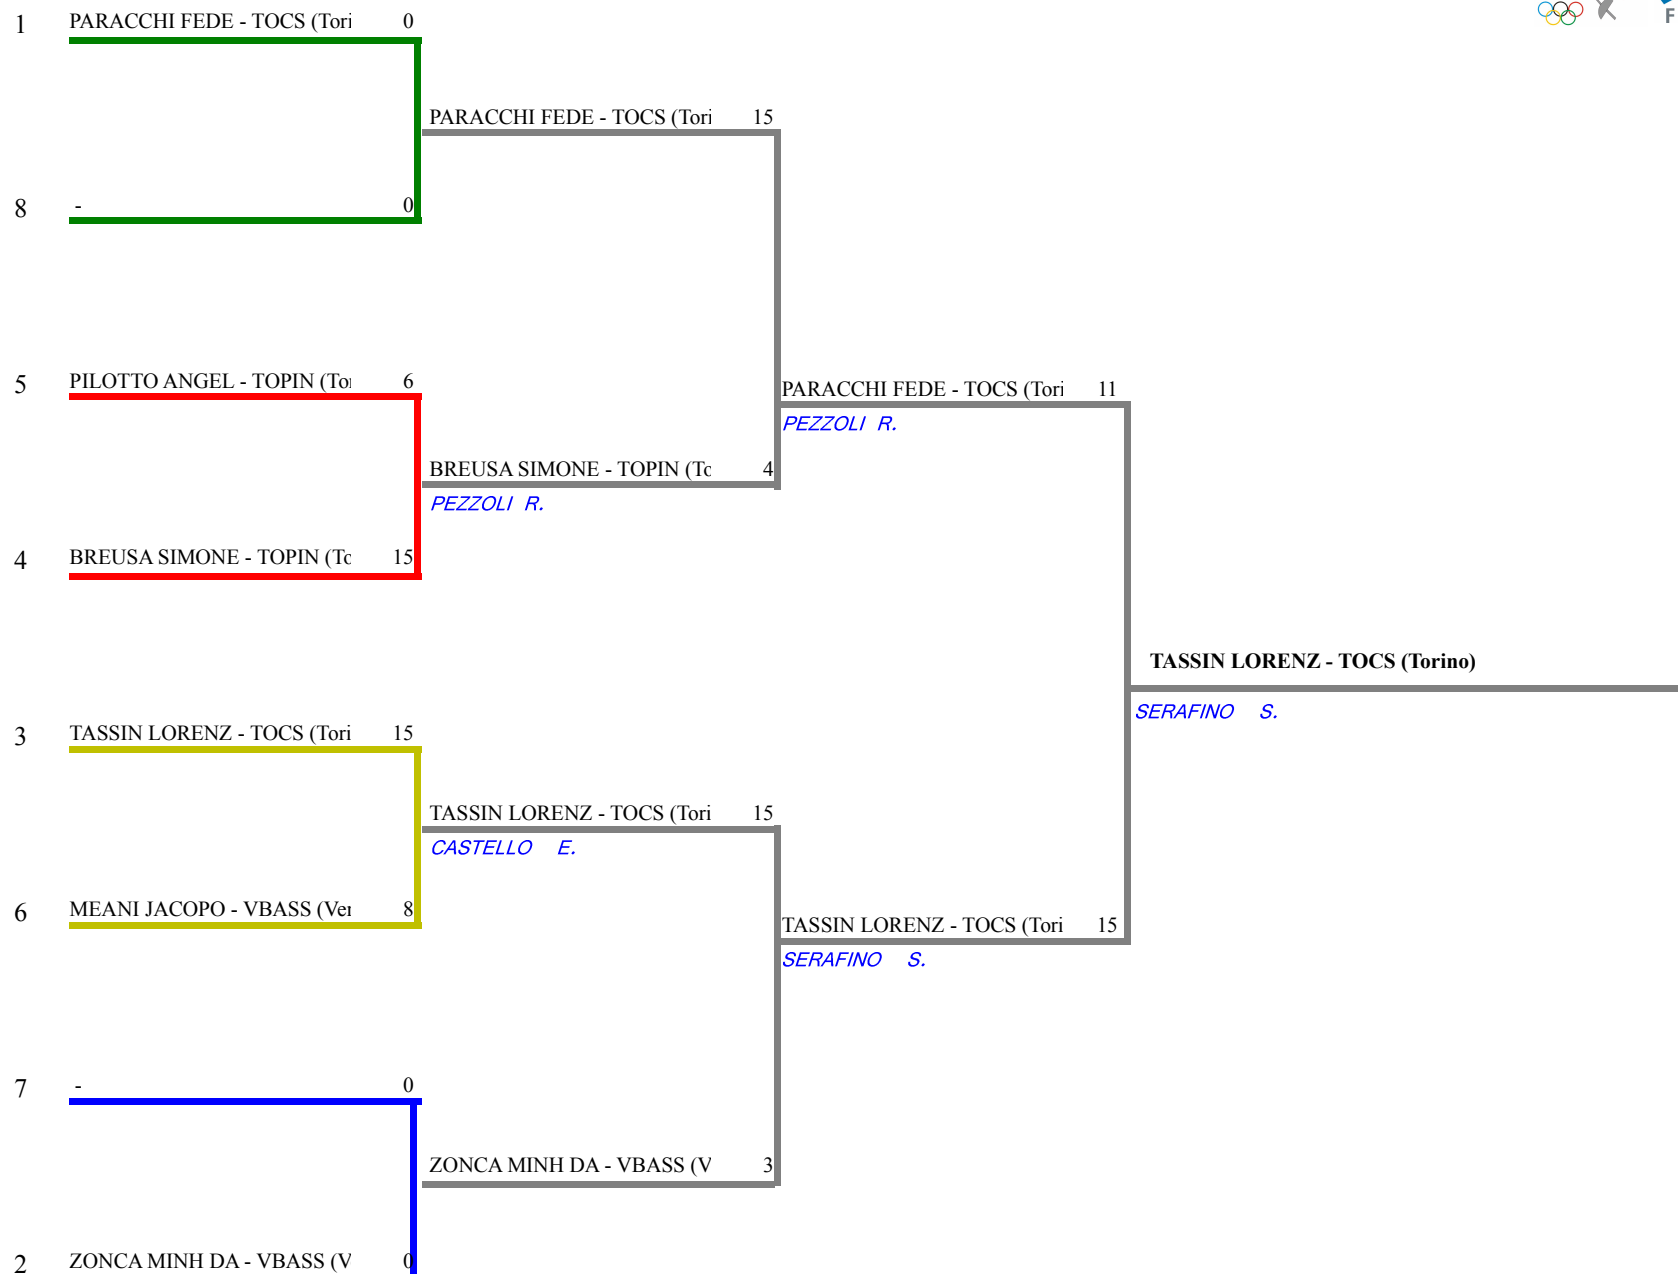 1 PARACCHI FEDE - TOCS (Tori 0
F
PARACCHI FEDE - TOCS (Tori 15
8 - 0
5 PILOTTO ANGEL - TOPIN (Tor 6
PARACCHI FEDE - TOCS (Tori 11
PEZZOLI R.
BREUSA SIMONE - TOPIN (To 4
PEZZOLI R.
4 BREUSA SIMONE - TOPIN (To 15
TASSIN LORENZ - TOCS (Torino)
SERAFINO S.
3 TASSIN LORENZ - TOCS (Tori 15
TASSIN LORENZ - TOCS (Tori 15
CASTELLO E.
6 MEANI JACOPO - VBASS (Ver 8
TASSIN LORENZ - TOCS (Tori 15
SERAFINO S.
7 - 0
ZONCA MINH DA - VBASS (V 3
2 ZONCA MINH DA - VBASS (V 0